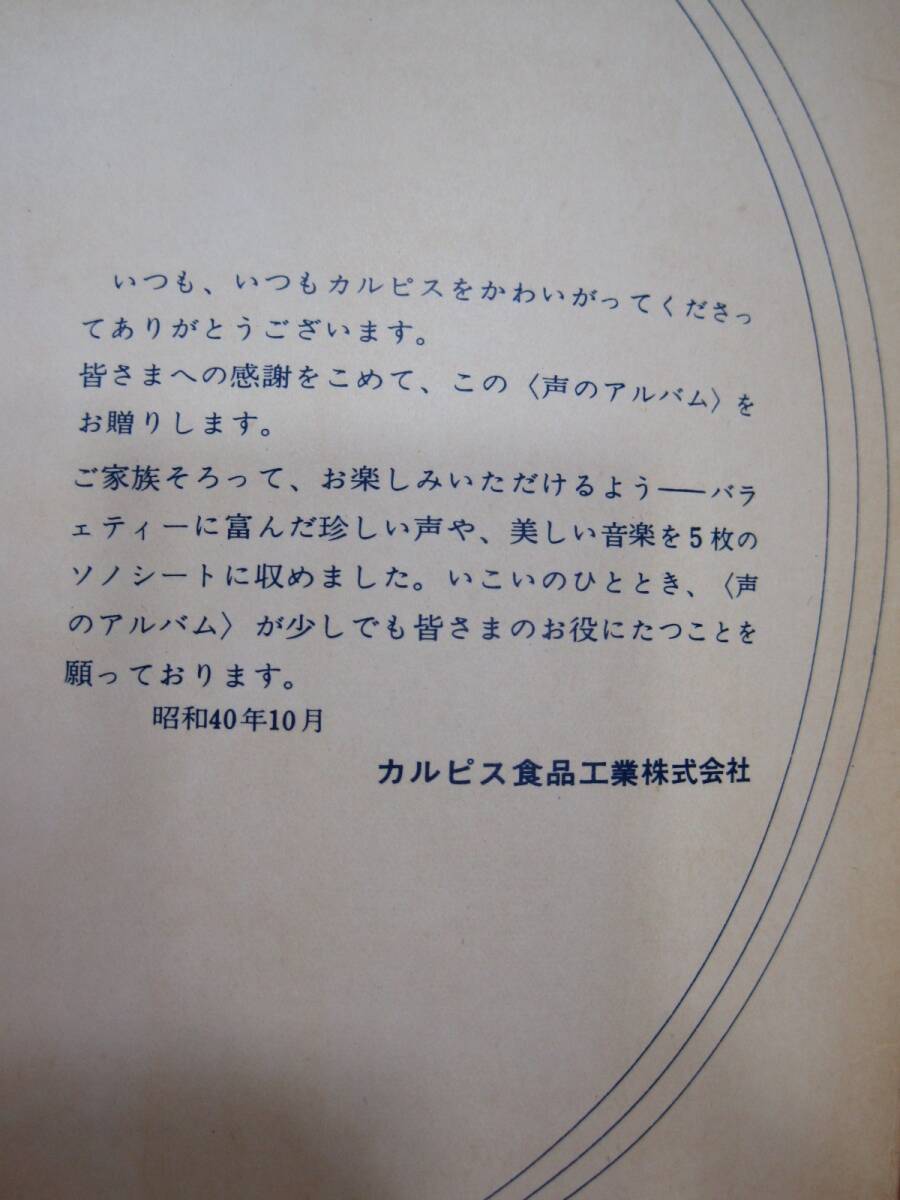 いつも、いつもカルピスをかわいがってくださっ
てありがとうございます。
皆さまへの感謝をこめて、この〈声のアルバム〉を
お贈りします。
ご家族そろって、お楽しみいただけるよう――バラ
ェティーに富んだ珍しい声や、美しい音楽を5枚の
ソノシートに収めました。いこいのひととき、〈声
のアルバム〉が少しでも皆さまのお役にたつことを
願っております。
昭和40年10月
カルピス食品工業株式会社